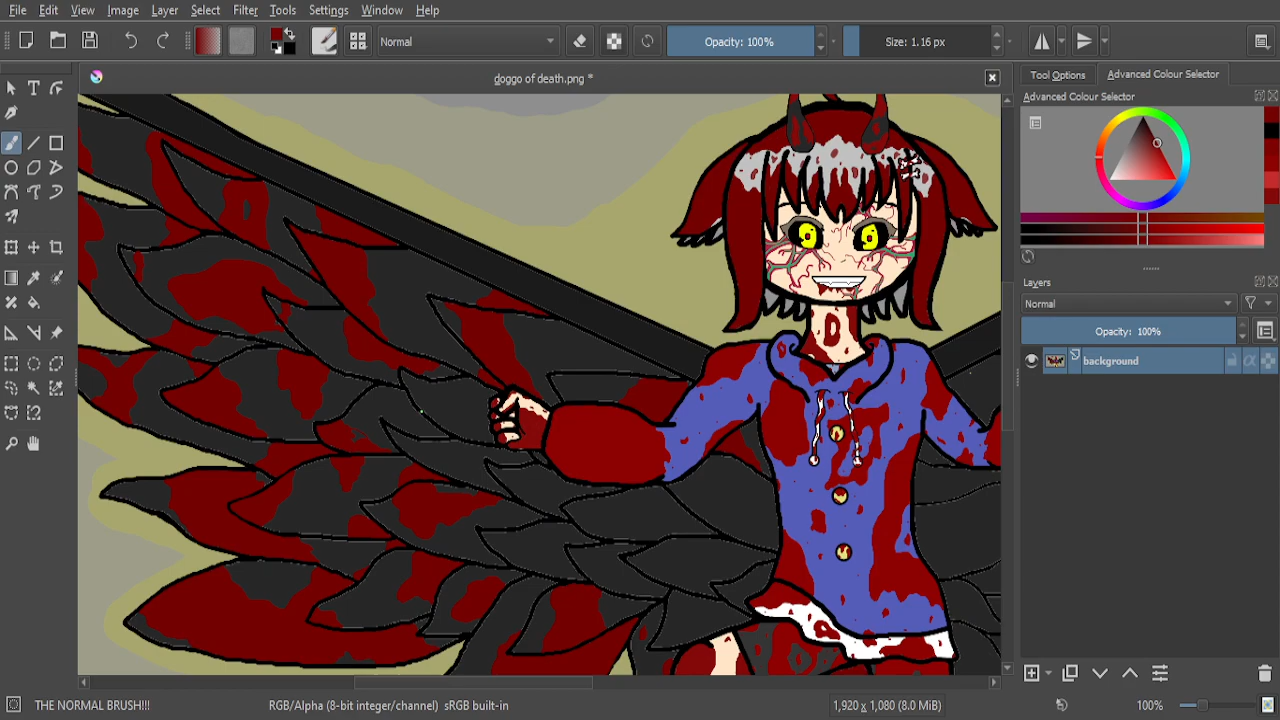 File Edit View Image Layer Select Filter Tools Settings Window Help
Normal Opacity: 100% Size: 1.16 px
doggo of death.png *
Tool Options Advanced Colour Selector
Advanced Colour Selector
Layers
Normal
Opacity: 100%
background
THE NORMAL BRUSH!!! RGB/Alpha (8-bit integer/channel) sRGB built-in 1,920 x 1,080 (8.0 MiB) 100%